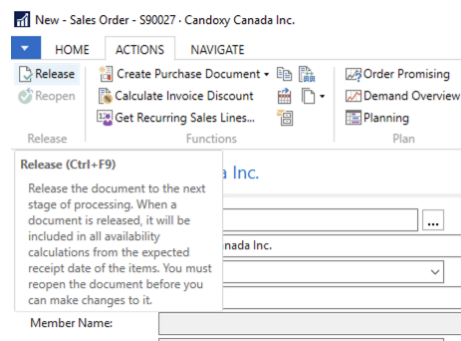 New - Sales Order - S90027 · Candoxy Canada Inc.
HOME ACTIONS NAVIGATE
Release Create Purchase Document Order Promising
Reopen Calculate Invoice Discount Demand Overview
Get Recurring Sales Lines... Planning
Release Functions Plan
Release (Ctrl+F9)
a Inc.
Release the document to the next
stage of processing. When a
document is released, it will be
included in all availability
calculations from the expected
receipt date of the items. You must
reopen the document before you
can make changes to it.
...
nada Inc.
Member Name: